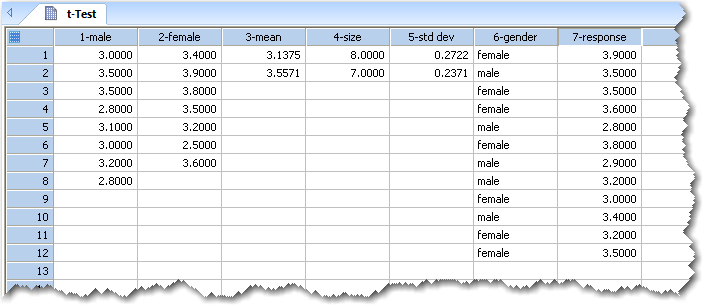 t-Test
1-male 2-female 3-mean 4-size 5-std dev 6-gender 7-response
1 3.0000 3.4000 3.1375 8.0000 0.2722 female 3.9000
2 3.5000 3.9000 3.5571 7.0000 0.2371 male 3.5000
3 3.5000 3.8000 female 3.5000
4 2.8000 3.5000 female 3.6000
5 3.1000 3.2000 male 2.8000
6 3.0000 2.5000 female 3.8000
7 3.2000 3.6000 male 2.9000
8 2.8000 male 3.2000
9 female 3.0000
10 male 3.4000
11 female 3.2000
12 female 3.5000
13